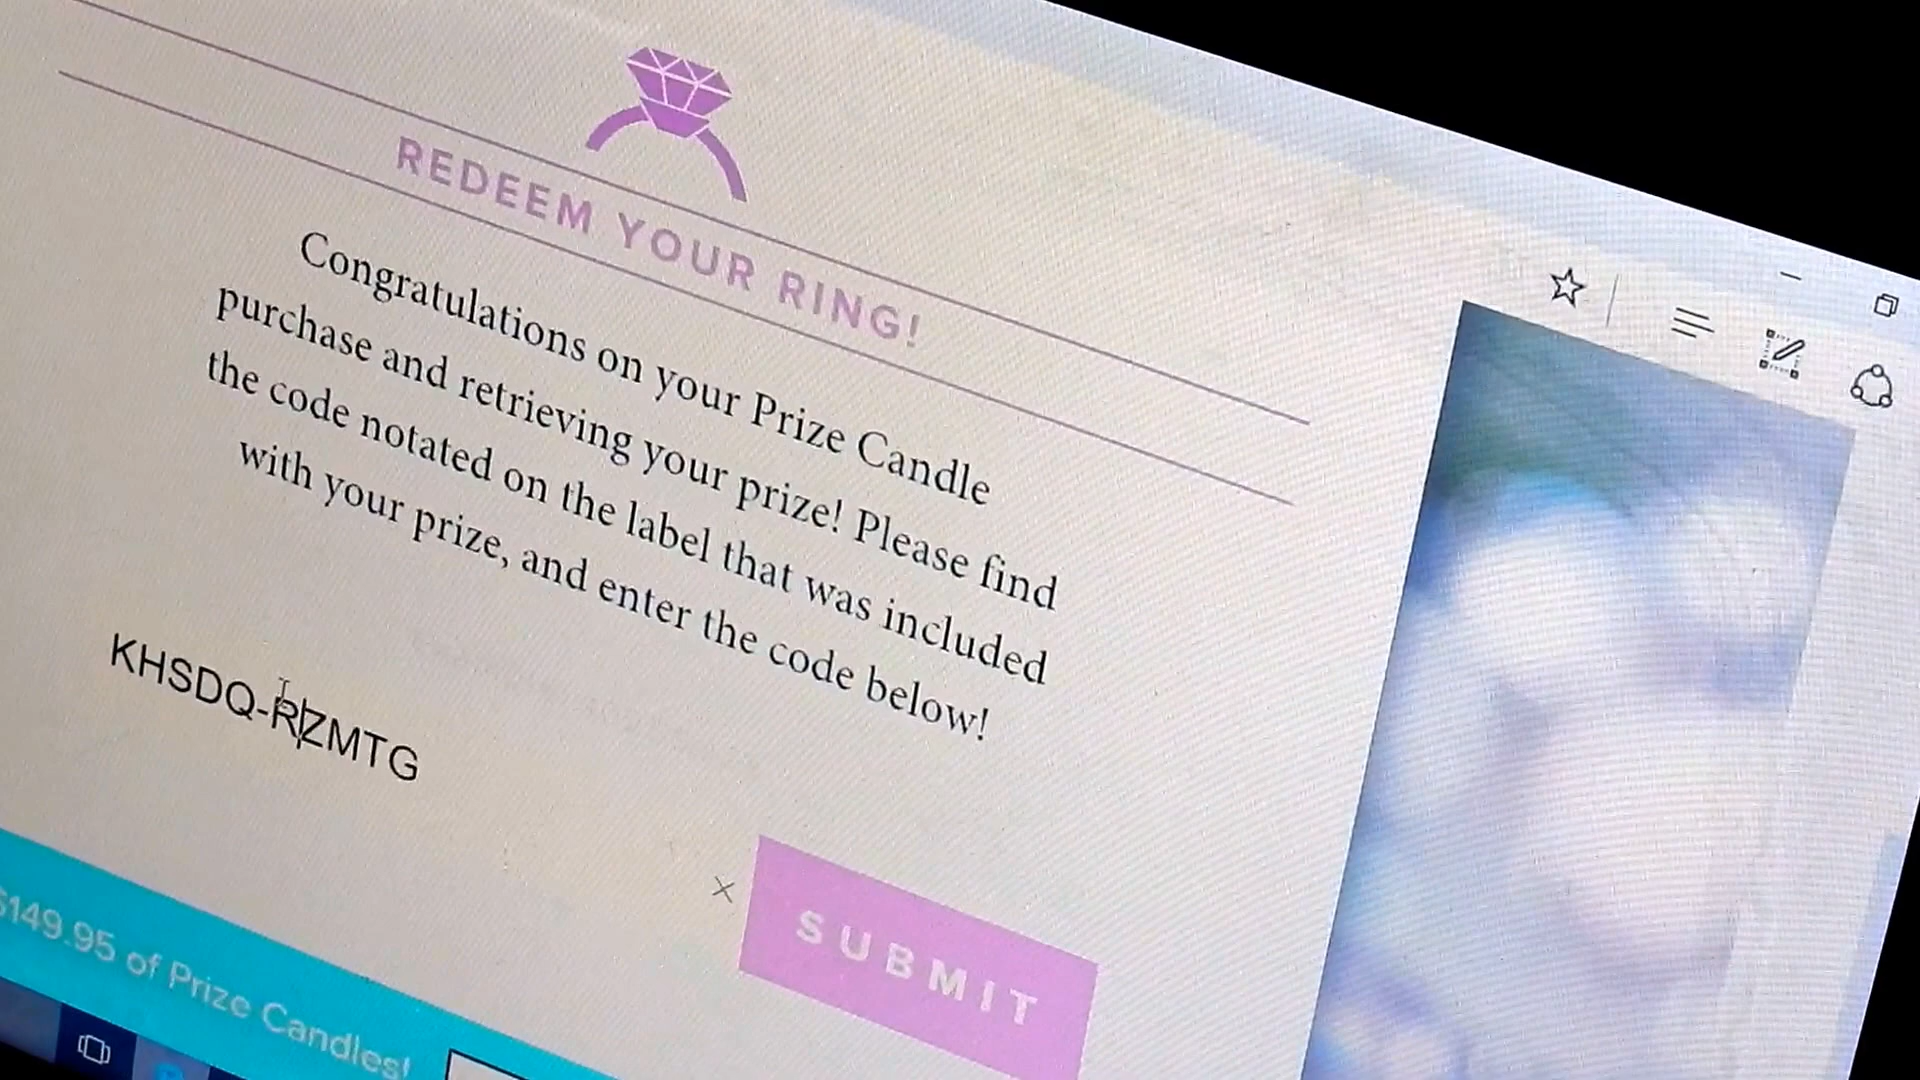 REDEEM YOUR RING!
Congratulations on your Prize Candle
purchase and retrieving your prize! Please find
the code notated on the label that was included
with your prize, and enter the code below!
KHSDQ-RZMTG
SUBMIT
$149.95 of Prize Candles!